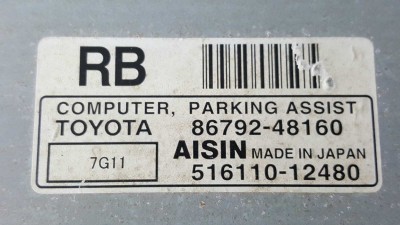 RB
COMPUTER, PARKING ASSIST
TOYOTA 86792-48160
7G11 AISIN MADE IN JAPAN
516110-12480